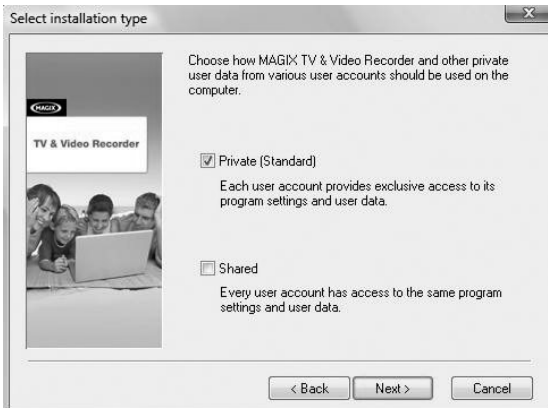 Select installation type
X
Choose how MAGIX TV & Video Recorder and other private
user data from various user accounts should be used on the
computer.
MAGIX
TV & Video Recorder
Private (Standard)
Each user account provides exclusive access to its
program settings and user data.
Shared
Every user account has access to the same program
settings and user data.
< Back
Next >
Cancel